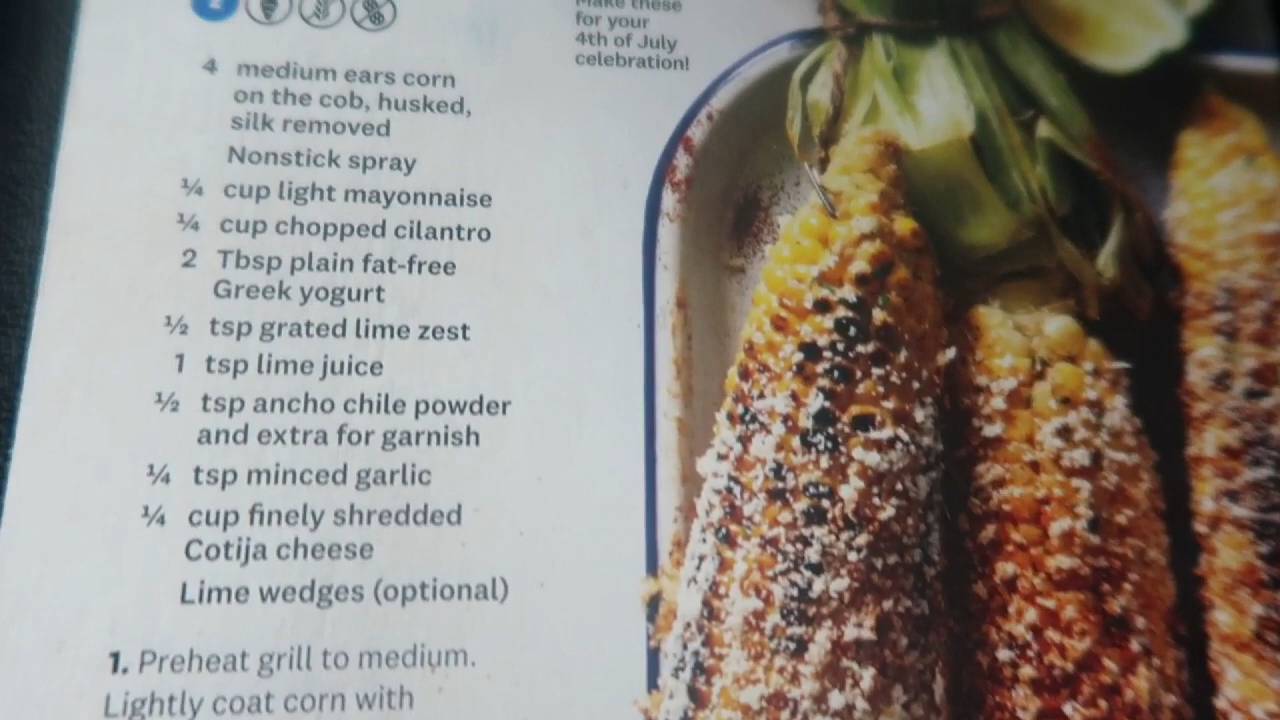 2
Make these
for your
4th of July
celebration!
4 medium ears corn
on the cob, husked,
silk removed
Nonstick spray
¼ cup light mayonnaise
¼ cup chopped cilantro
2 Tbsp plain fat-free
Greek yogurt
½ tsp grated lime zest
1 tsp lime juice
½ tsp ancho chile powder
and extra for garnish
¼ tsp minced garlic
¼ cup finely shredded
Cotija cheese
Lime wedges (optional)
1. Preheat grill to medium.
Lightly coat corn with